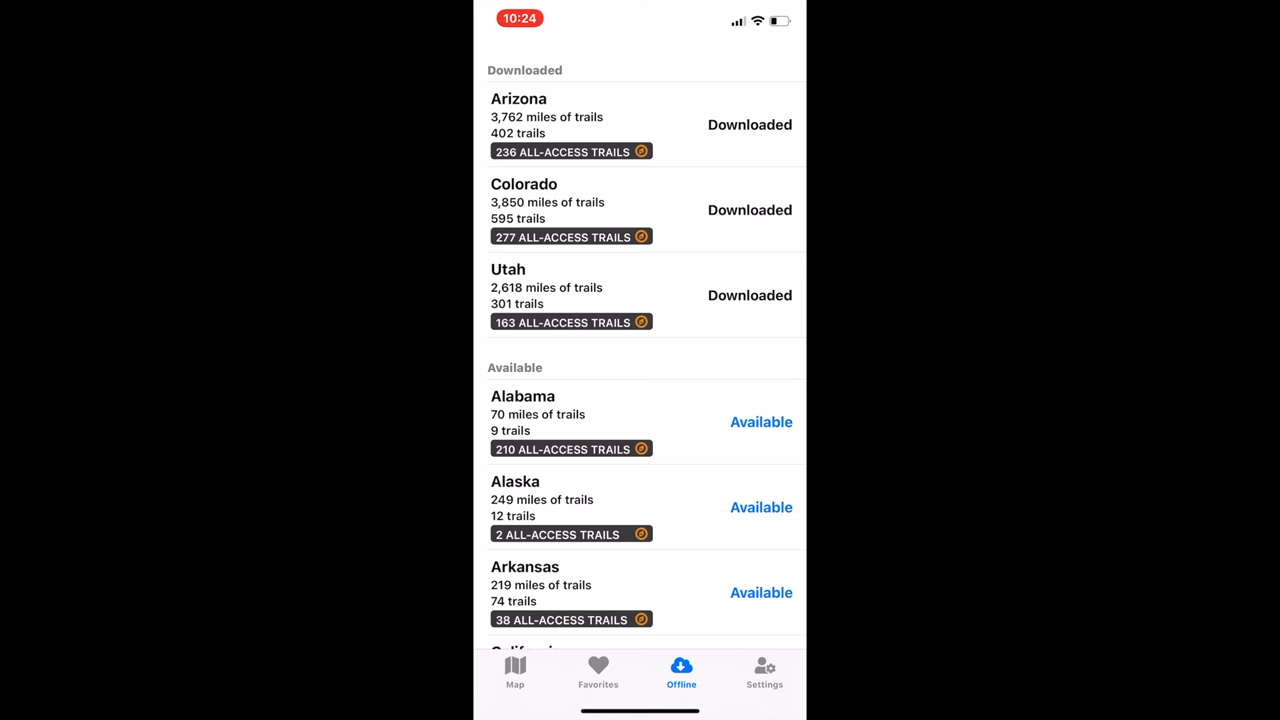 10:24
Downloaded
Arizona
3,762 miles of trails
402 trails
236 ALL-ACCESS TRAILS
Downloaded
Colorado
3,850 miles of trails
595 trails
277 ALL-ACCESS TRAILS
Downloaded
Utah
2,618 miles of trails
301 trails
163 ALL-ACCESS TRAILS
Downloaded
Available
Alabama
70 miles of trails
9 trails
210 ALL-ACCESS TRAILS
Available
Alaska
249 miles of trails
12 trails
2 ALL-ACCESS TRAILS
Available
Arkansas
219 miles of trails
74 trails
38 ALL-ACCESS TRAILS
Available
Map
Favorites
Offline
Settings